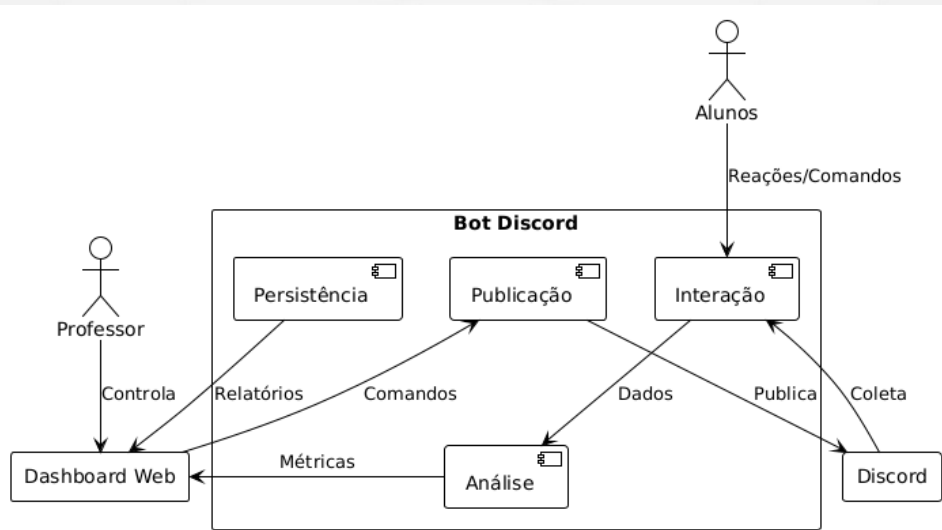 Alunos
Reações/Comandos
Bot Discord
Persistência
Publicação
Interação
Professor
Controla
Relatórios
Comandos
Dados
Publica
Coleta
Dashboard Web
Métricas
Análise
Discord